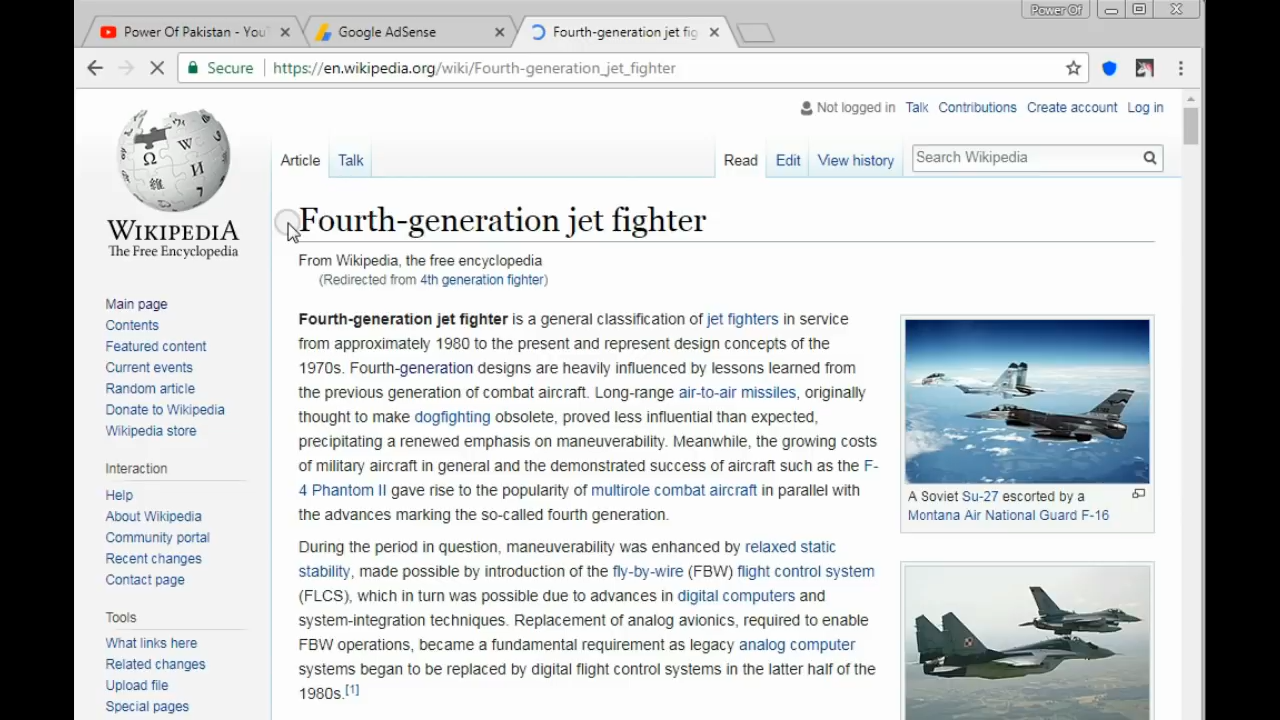 Power Of
Power Of Pakistan - You
Google AdSense
Fourth-generation jet fig
Secure
https://en.wikipedia.org/wiki/Fourth-generation_jet_fighter
Not logged in Talk Contributions Create account Log in
Article Talk Read Edit View history Search Wikipedia
WIKIPEDIA
The Free Encyclopedia
Main page
Contents
Featured content
Current events
Random article
Donate to Wikipedia
Wikipedia store
Interaction
Help
About Wikipedia
Community portal
Recent changes
Contact page
Tools
What links here
Related changes
Upload file
Special pages
Fourth-generation jet fighter
From Wikipedia, the free encyclopedia
(Redirected from 4th generation fighter)
Fourth-generation jet fighter is a general classification of jet fighters in service
from approximately 1980 to the present and represent design concepts of the
1970s. Fourth-generation designs are heavily influenced by lessons learned from
the previous generation of combat aircraft. Long-range air-to-air missiles, originally
thought to make dogfighting obsolete, proved less influential than expected,
precipitating a renewed emphasis on maneuverability. Meanwhile, the growing costs
of military aircraft in general and the demonstrated success of aircraft such as the F-
4 Phantom II gave rise to the popularity of multirole combat aircraft in parallel with
the advances marking the so-called fourth generation.
During the period in question, maneuverability was enhanced by relaxed static
stability, made possible by introduction of the fly-by-wire (FBW) flight control system
(FLCS), which in turn was possible due to advances in digital computers and
system-integration techniques. Replacement of analog avionics, required to enable
FBW operations, became a fundamental requirement as legacy analog computer
systems began to be replaced by digital flight control systems in the latter half of the
1980s.[1]
A Soviet Su-27 escorted by a
Montana Air National Guard F-16